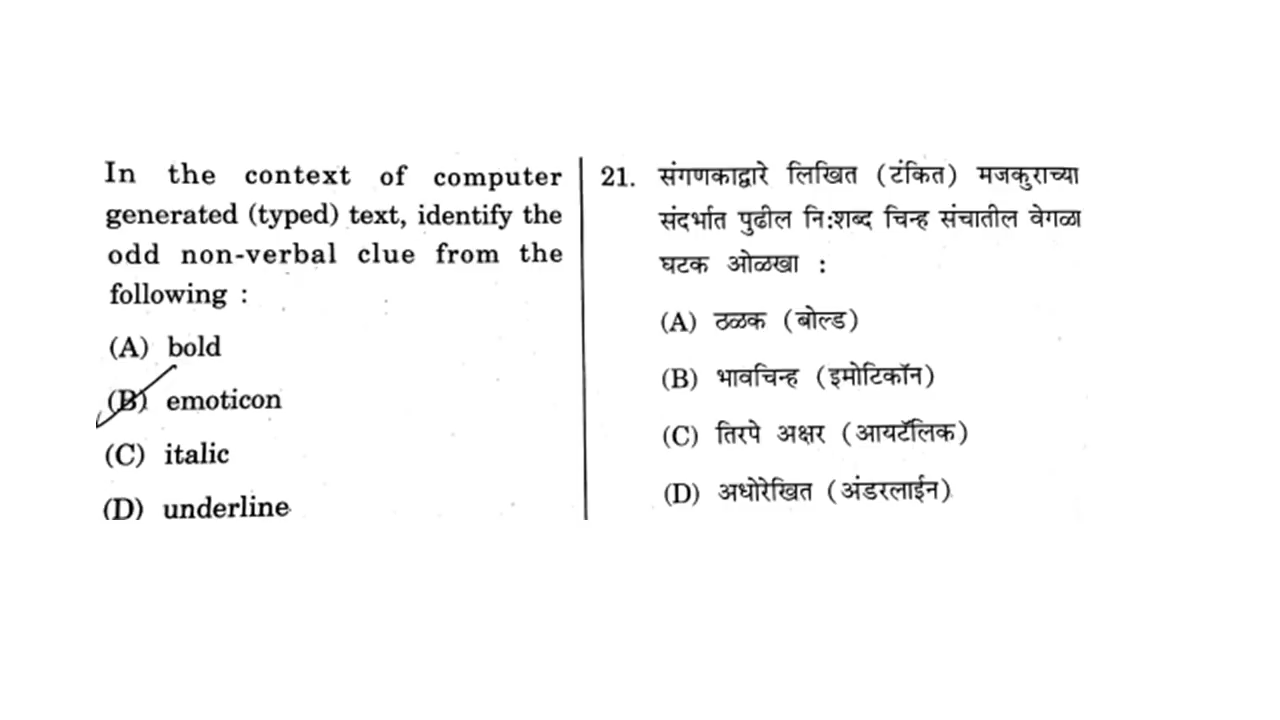 In the context of computer
generated (typed) text, identify the
odd non-verbal clue from the
following :
(A) bold
(B) emoticon
(C) italic
(D) underline
21. संगणकाद्वारे लिखित (टंकित) मजकुराच्या
संदर्भात पुढील नि:शब्द चिन्ह संचातील वेगळा
घटक ओळखा :
(A) ठळक (बोल्ड)
(B) भावचिन्ह (इमोटिकॉन)
(C) तिरपे अक्षर (आयटॅलिक)
(D) अधोरेखित (अंडरलाईन)